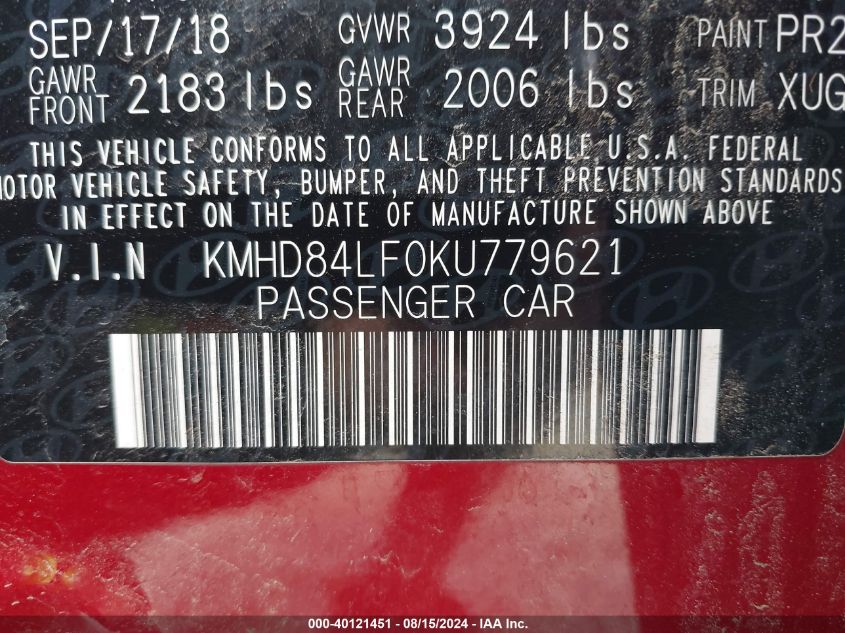 SEP/17/18 GVWR 3924 lbs PAINT PR2
GAWR FRONT 2183 lbs GAWR REAR 2006 lbs TRIM XUG
THIS VEHICLE CONFORMS TO ALL APPLICABLE U.S.A. FEDERAL
MOTOR VEHICLE SAFETY, BUMPER, AND THEFT PREVENTION STANDARDS
IN EFFECT ON THE DATE OF MANUFACTURE SHOWN ABOVE
V.I.N KMHD84LF0KU779621
PASSENGER CAR
000-40121451 - 08/15/2024 - IAA Inc.